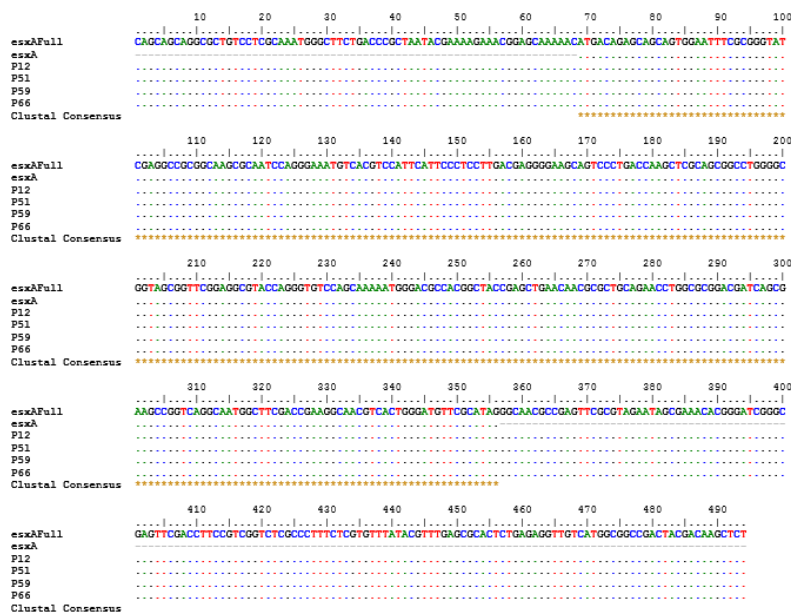 10 20 30 40 50 60 70 80 90 100
esxAFull CAGCAGCAGGCGCTGTCCTCGCAAATGGGCTTCTGACCCGCTAATACGAAAAGAAACGGAGCAAAAACATGACAGAGCAGCAGTGGAATTTCGCGGGTAT
esxA
P12
P51
P59
P66
Clustal Consensus
110 120 130 140 150 160 170 180 190 200
esxAFull CGAGGCCGCGGCAAGCGCAATCCAGGGAAATGTCACGTCCATTCATTCCCTCCTTGACGAGGGGAAGCAGTCCCTGACCAAGCTCGCAGCGGCCTGGGGC
esxA
P12
P51
P59
P66
Clustal Consensus
210 220 230 240 250 260 270 280 290 300
esxAFull GGTAGCGGTTCGGAGGCGTACCAGGGTGTCCAGCAAAAATGGGACGCCACGGCTACCGAGCTGAACAACGCGCTGCAGAACCTGGCGCGGACGATCAGCG
esxA
P12
P51
P59
P66
Clustal Consensus
310 320 330 340 350 360 370 380 390 400
esxAFull AAGCCGGTCAGGCAATGGCTTCGACCGAAGGCAACGTCACTGGGATGTTCGCATAGGGCAACGCCGAGTTCGCGTAGAATAGCGAAACACGGGATCGGGC
esxA
P12
P51
P59
P66
Clustal Consensus
410 420 430 440 450 460 470 480 490
esxAFull GAGTTCGACCTTCCGTCGGTCTCGCCCTTTCTCGTGTTTATACGTTTGAGCGCACTCTGAGAGGTTGTCATGGCGGCCGACTACGACAAGCTCT
esxA
P12
P51
P59
P66
Clustal Consensus